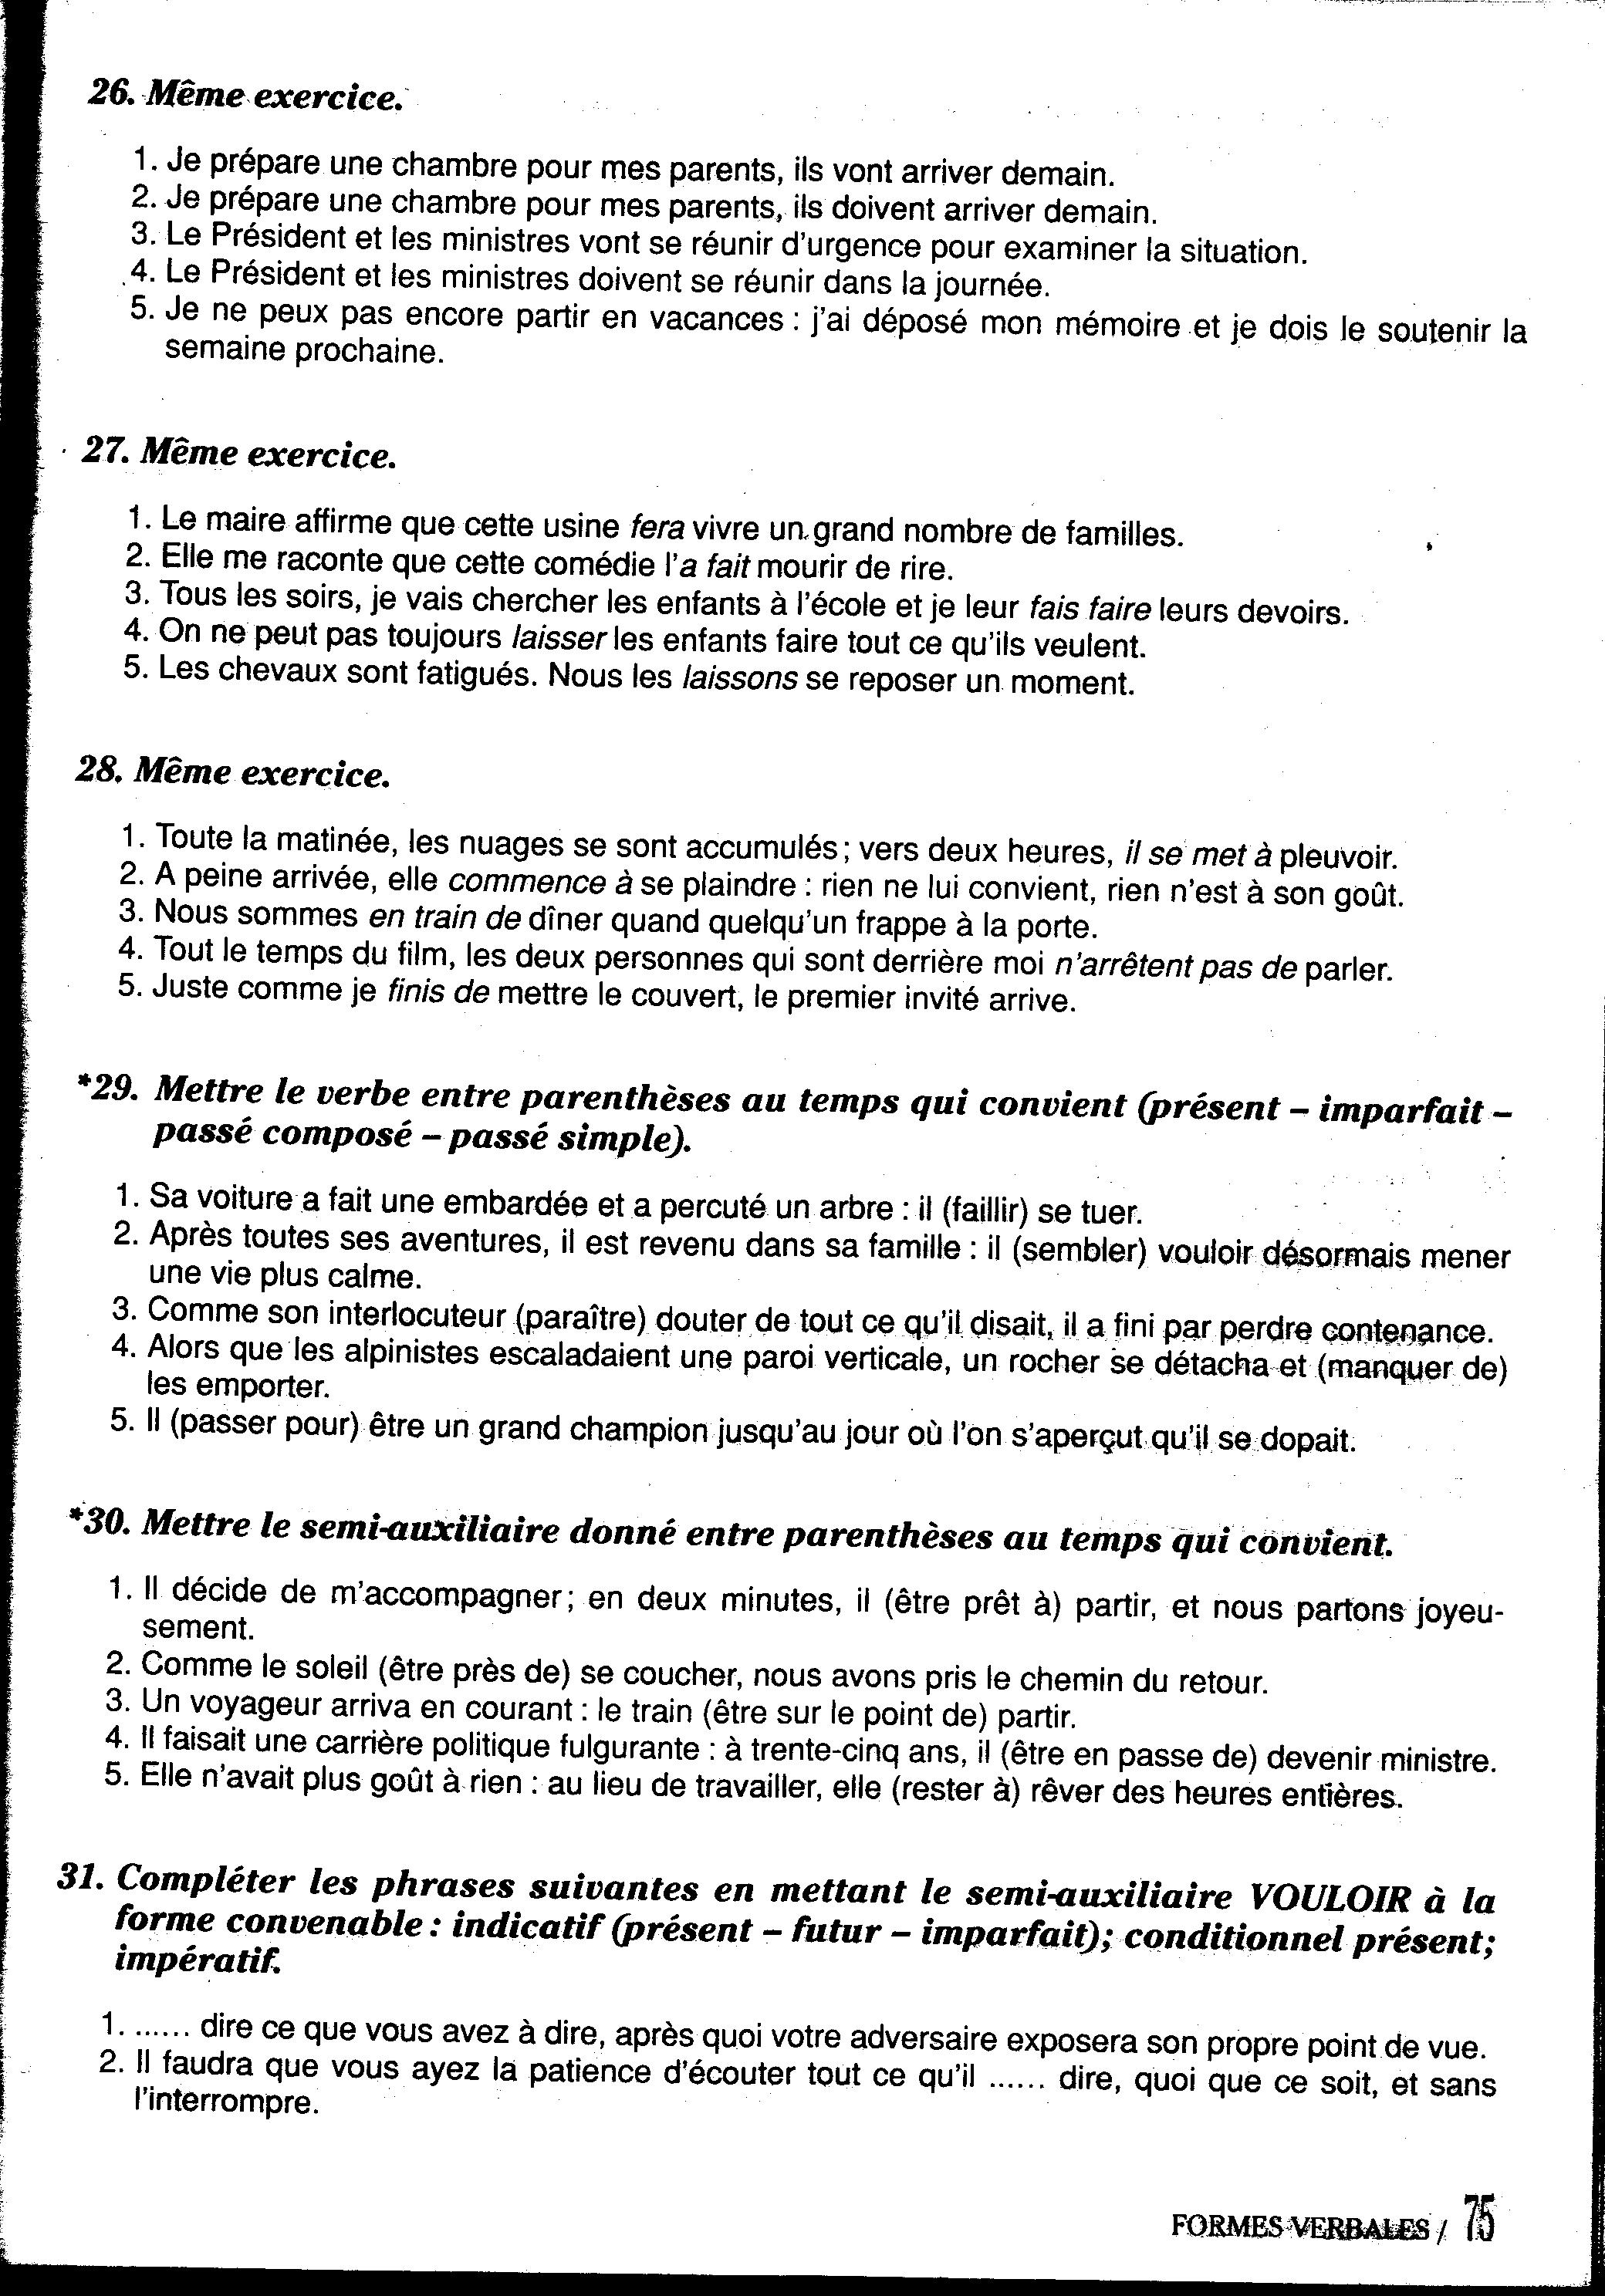 26. Même exercice.
1. Je prépare une chambre pour mes parents, ils vont arriver demain.
2. Je prépare une chambre pour mes parents, ils doivent arriver demain.
3. Le Président et les ministres vont se réunir d'urgence pour examiner la situation.
4. Le Président et les ministres doivent se réunir dans la journée.
5. Je ne peux pas encore partir en vacances : j'ai déposé mon mémoire et je dois le soutenir la
semaine prochaine.
27. Même exercice.
1. Le maire affirme que cette usine fera vivre un grand nombre de familles.
2. Elle me raconte que cette comédie l'a fait mourir de rire.
3. Tous les soirs, je vais chercher les enfants à l'école et je leur fais faire leurs devoirs.
4. On ne peut pas toujours laisser les enfants faire tout ce qu'ils veulent.
5. Les chevaux sont fatigués. Nous les laissons se reposer un moment.
28. Même exercice.
1. Toute la matinée, les nuages se sont accumulés ; vers deux heures, il se met à pleuvoir.
2. A peine arrivée, elle commence à se plaindre : rien ne lui convient, rien n'est à son goût.
3. Nous sommes en train de dîner quand quelqu'un frappe à la porte.
4. Tout le temps du film, les deux personnes qui sont derrière moi n'arrêtent pas de parler.
5. Juste comme je finis de mettre le couvert, le premier invité arrive.
*29. Mettre le verbe entre parenthèses au temps qui convient (présent – imparfait –
passé composé – passé simple).
1. Sa voiture a fait une embardée et a percuté un arbre : il (faillir) se tuer.
2. Après toutes ses aventures, il est revenu dans sa famille : il (sembler) vouloir désormais mener
une vie plus calme.
3. Comme son interlocuteur (paraître) douter de tout ce qu'il disait, il a fini par perdre contenance.
4. Alors que les alpinistes escaladaient une paroi verticale, un rocher se détacha et (manquer de)
les emporter.
5. Il (passer pour) être un grand champion jusqu'au jour où l'on s'aperçut qu'il se dopait.
*30. Mettre le semi-auxiliaire donné entre parenthèses au temps qui convient.
1. Il décide de m'accompagner ; en deux minutes, il (être prêt à) partir, et nous partons joyeu-
sement.
2. Comme le soleil (être près de) se coucher, nous avons pris le chemin du retour.
3. Un voyageur arriva en courant : le train (être sur le point de) partir.
4. Il faisait une carrière politique fulgurante : à trente-cinq ans, il (être en passe de) devenir ministre.
5. Elle n'avait plus goût à rien : au lieu de travailler, elle (rester à) rêver des heures entières.
31. Compléter les phrases suivantes en mettant le semi-auxiliaire VOULOIR à la
forme convenable : indicatif (présent – futur – imparfait); conditionnel présent;
impératif.
1. ...... dire ce que vous avez à dire, après quoi votre adversaire exposera son propre point de vue.
2. Il faudra que vous ayez la patience d'écouter tout ce qu'il ...... dire, quoi que ce soit, et sans
l'interrompre.
FORMES VERBALES / 75